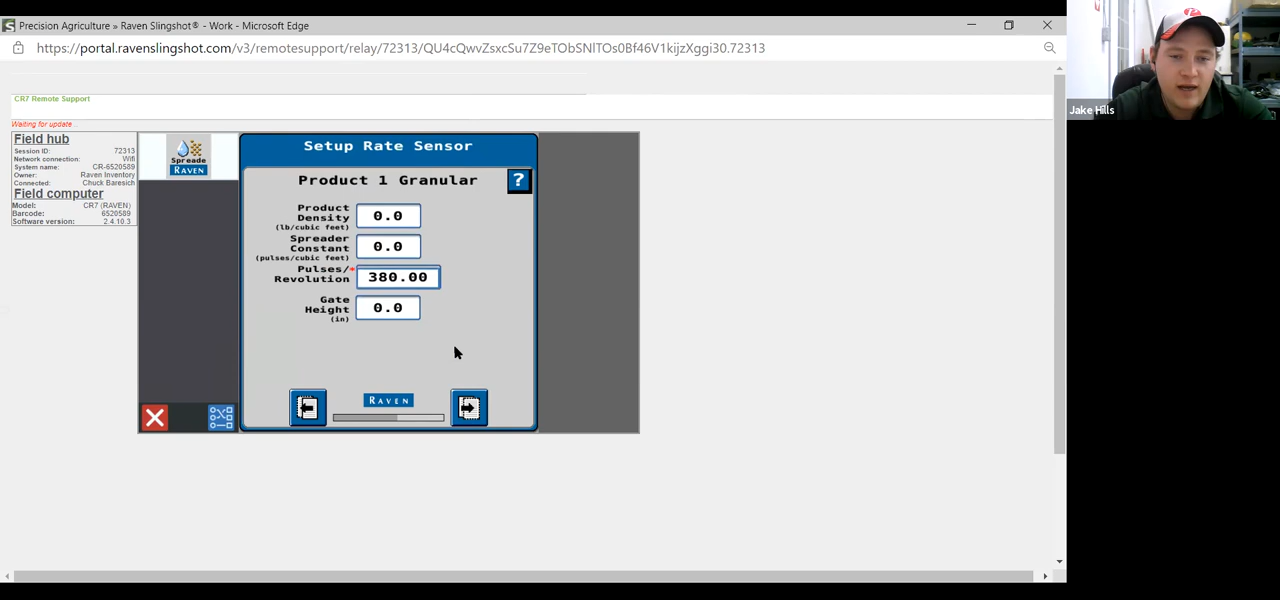 Precision Agriculture » Raven Slingshot® - Work - Microsoft Edge
https://portal.ravenslingshot.com/v3/remotesupport/relay/72313/QU4cQwvZsxcSu7Z9eTObSNlTOs0Bf46V1kijzXggi30.72313
CR7 Remote Support
Waiting for update ..
Field hub
Session ID: 72313
Network connection: Wifi
System name: CR-6520589
Owner: Raven Inventory
Connected: Chuck Baresich
Field computer
Model: CR7 (RAVEN)
Barcode: 6520589
Software version: 2.4.10.3
Spreade
RAVEN
Setup Rate Sensor
Product 1 Granular
?
Product
Density 0.0
(lb/cubic feet)
Spreader
Constant 0.0
(pulses/cubic feet)
Pulses/*
Revolution 380.00
Gate
Height 0.0
(in)
RAVEN
Jake Hills